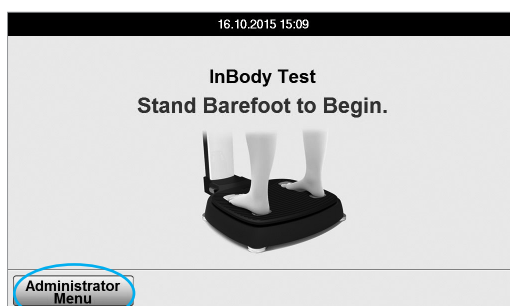 16.10.2015 15:09
InBody Test
Stand Barefoot to Begin.
Administrator
Menu